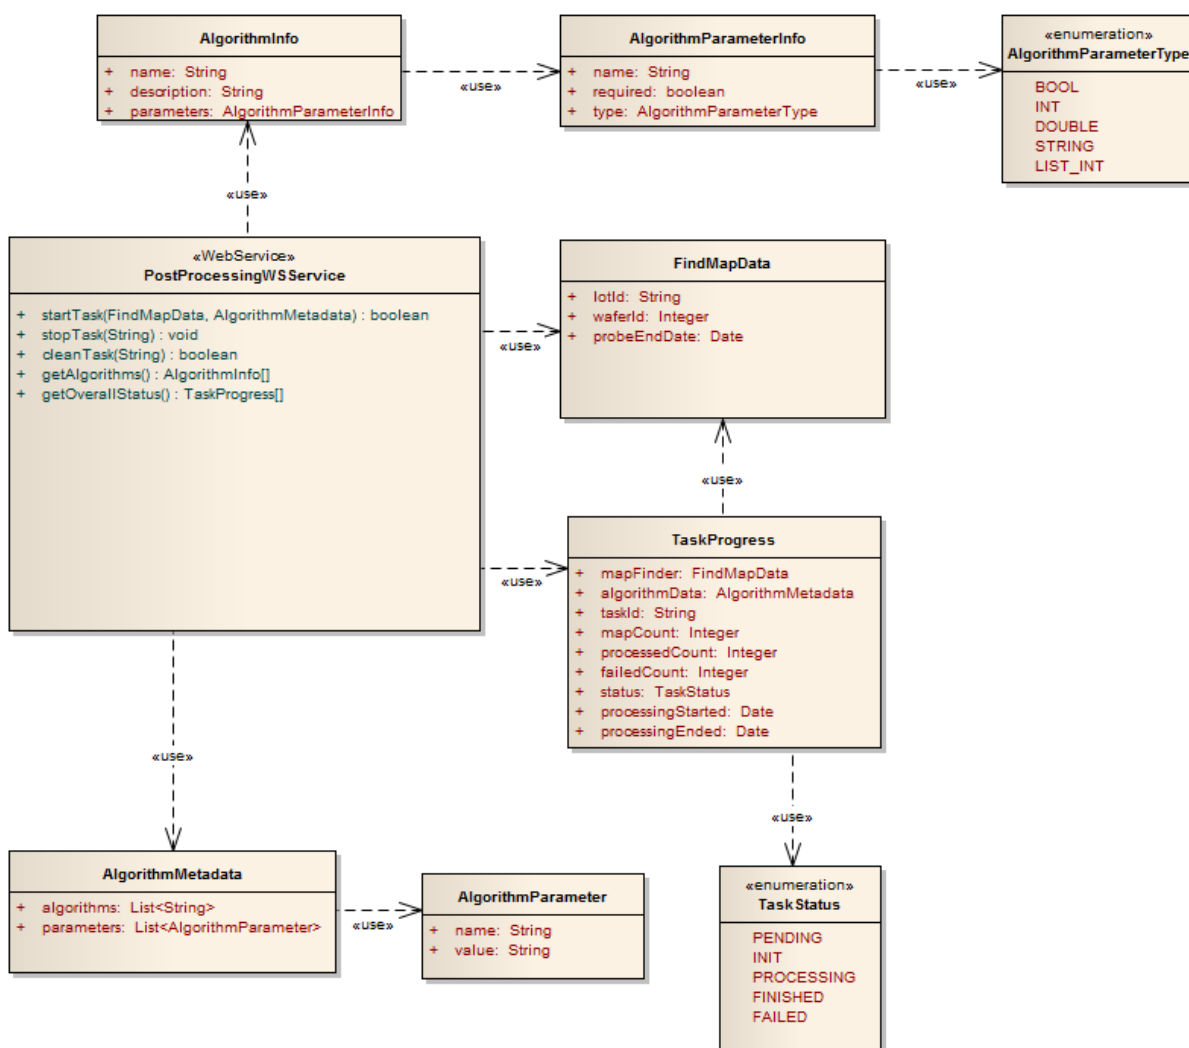 AlgorithmInfo
+ name: String
+ description: String
+ parameters: AlgorithmParameterInfo
«use»
AlgorithmParameterInfo
+ name: String
+ required: boolean
+ type: AlgorithmParameterType
«use»
«enumeration»
AlgorithmParameterType
BOOL
INT
DOUBLE
STRING
LIST_INT
«use»
«WebService»
PostProcessingWSService
+ startTask(FindMapData, AlgorithmMetadata) : boolean
+ stopTask(String) : void
+ cleanTask(String) : boolean
+ getAlgorithms() : AlgorithmInfo[]
+ getOverallStatus() : TaskProgress[]
«use»
FindMapData
+ lotId: String
+ waferId: Integer
+ probeEndDate: Date
«use»
«use»
TaskProgress
+ mapFinder: FindMapData
+ algorithmData: AlgorithmMetadata
+ taskId: String
+ mapCount: Integer
+ processedCount: Integer
+ failedCount: Integer
+ status: TaskStatus
+ processingStarted: Date
+ processingEnded: Date
«use»
«use»
AlgorithmMetadata
+ algorithms: List<String>
+ parameters: List<AlgorithmParameter>
«use»
AlgorithmParameter
+ name: String
+ value: String
«enumeration»
TaskStatus
PENDING
INIT
PROCESSING
FINISHED
FAILED